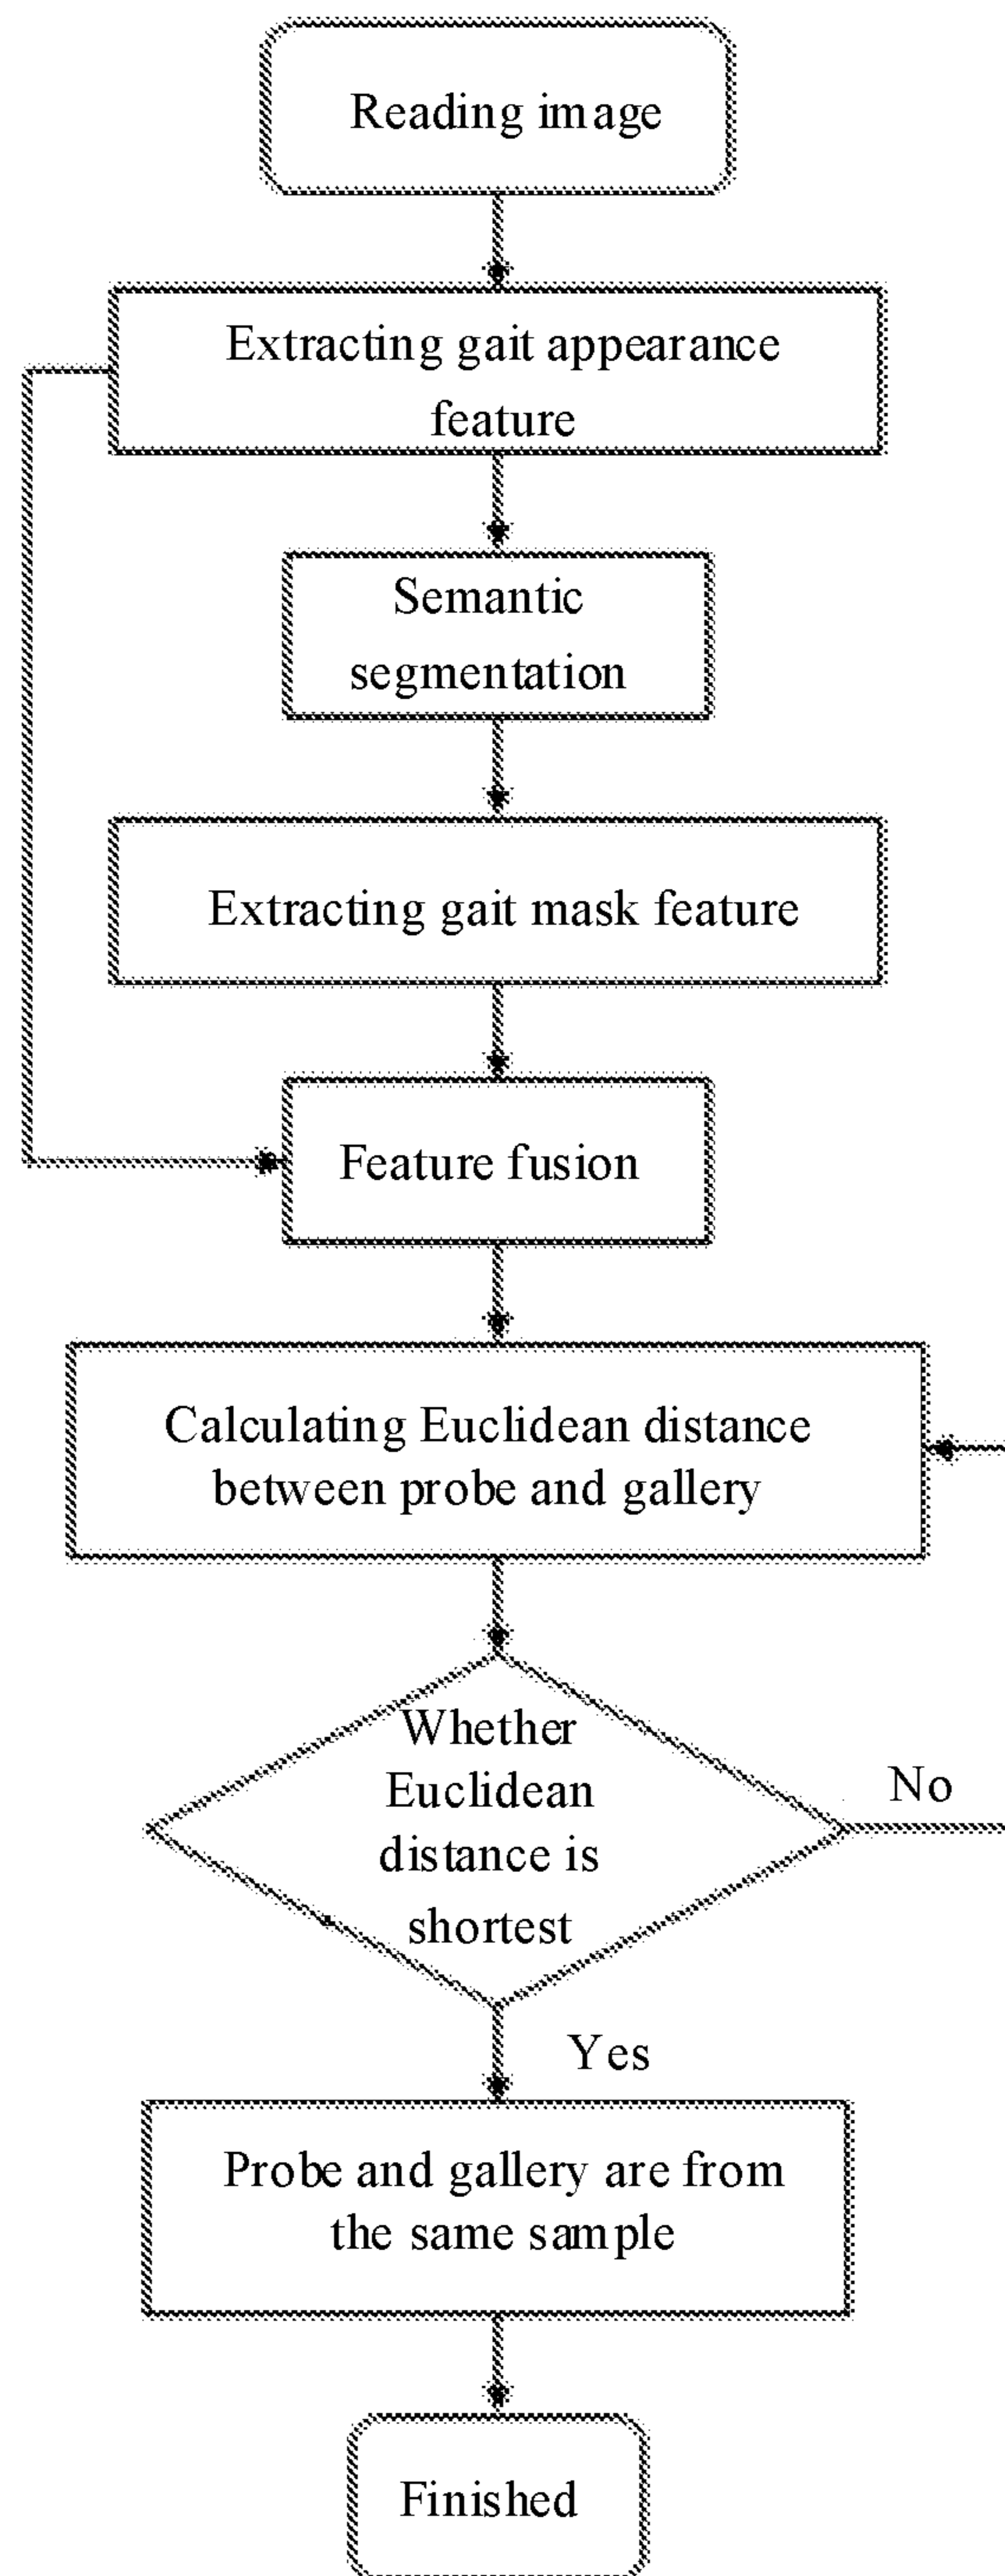 Reading image
Extracting gait appearance
feature
Semantic
segmentation
Extracting gait mask feature
Feature fusion
Calculating Euclidean distance
between probe and gallery
Whether
Euclidean
distance is
shortest
No
Yes
Probe and gallery are from
the same sample
Finished